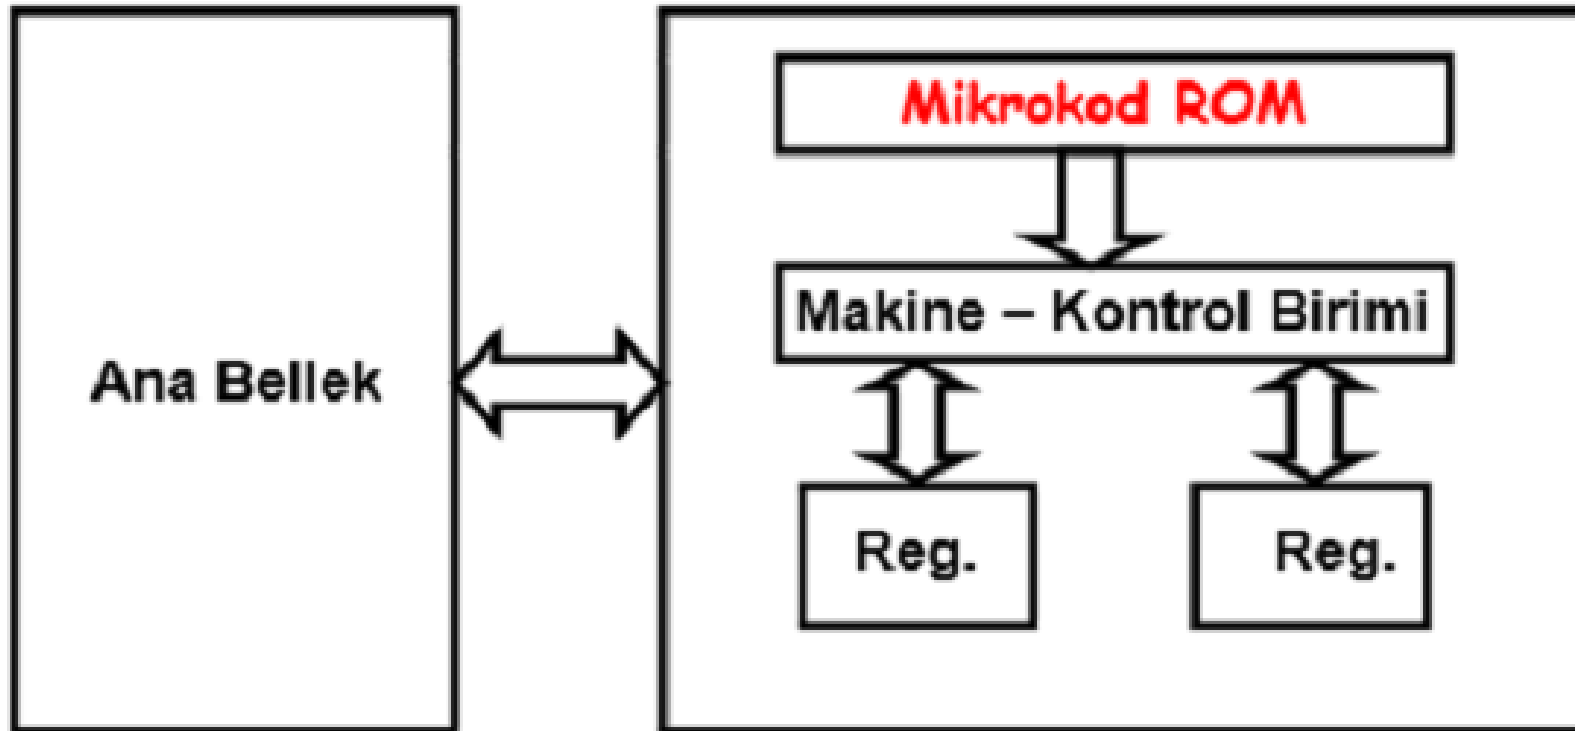 Mikrokod ROM
Makine – Kontrol Birimi
Ana Bellek
Reg.
Reg.